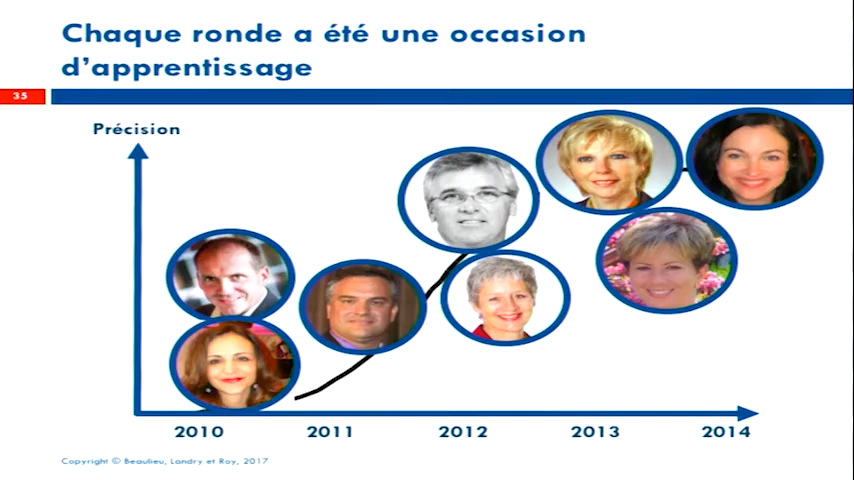 Chaque ronde a été une occasion
d'apprentissage
35
Précision
2010 2011 2012 2013 2014
Copyright © Beaulieu, Landry et Roy, 2017